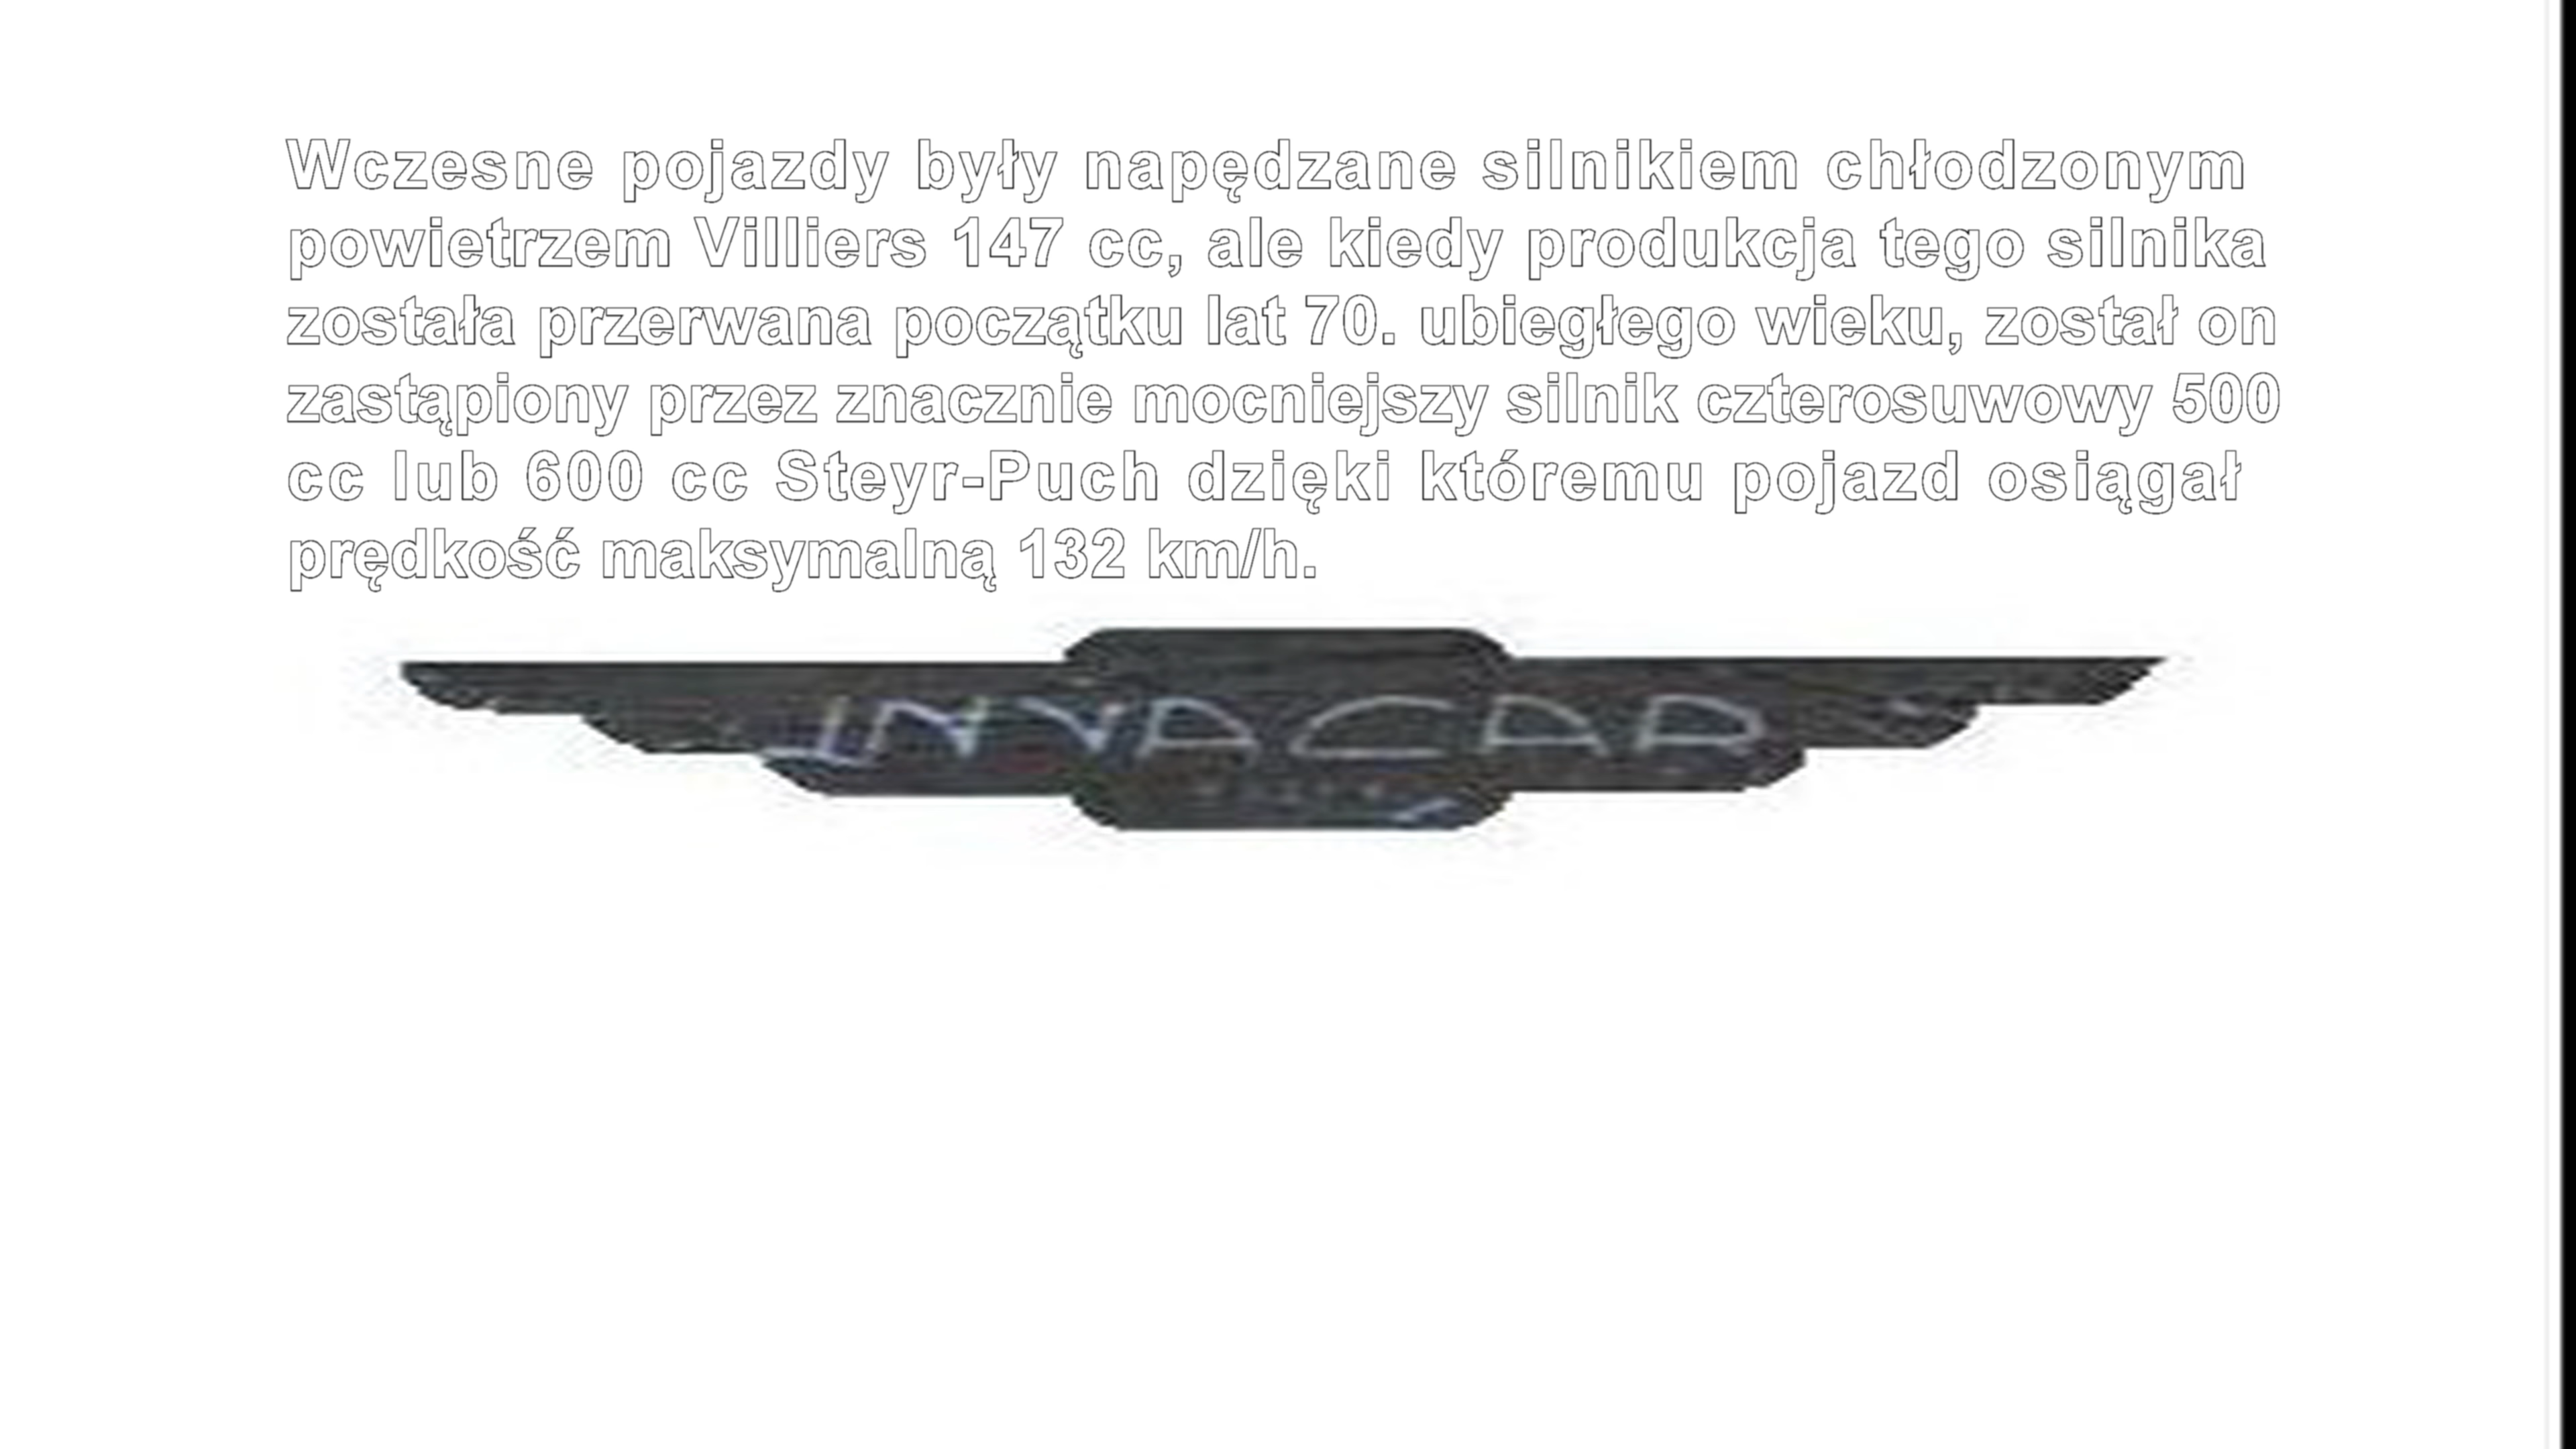 Wczesne pojazdy były napędzane silnikiem chłodzonym
powietrzem Villiers 147 cc, ale kiedy produkcja tego silnika
została przerwana początku lat 70. ubiegłego wieku, został on
zastąpiony przez znacznie mocniejszy silnik czterosuwowy 500
cc lub 600 cc Steyr-Puch dzięki któremu pojazd osiągał
prędkość maksymalną 132 km/h.
INVACAR